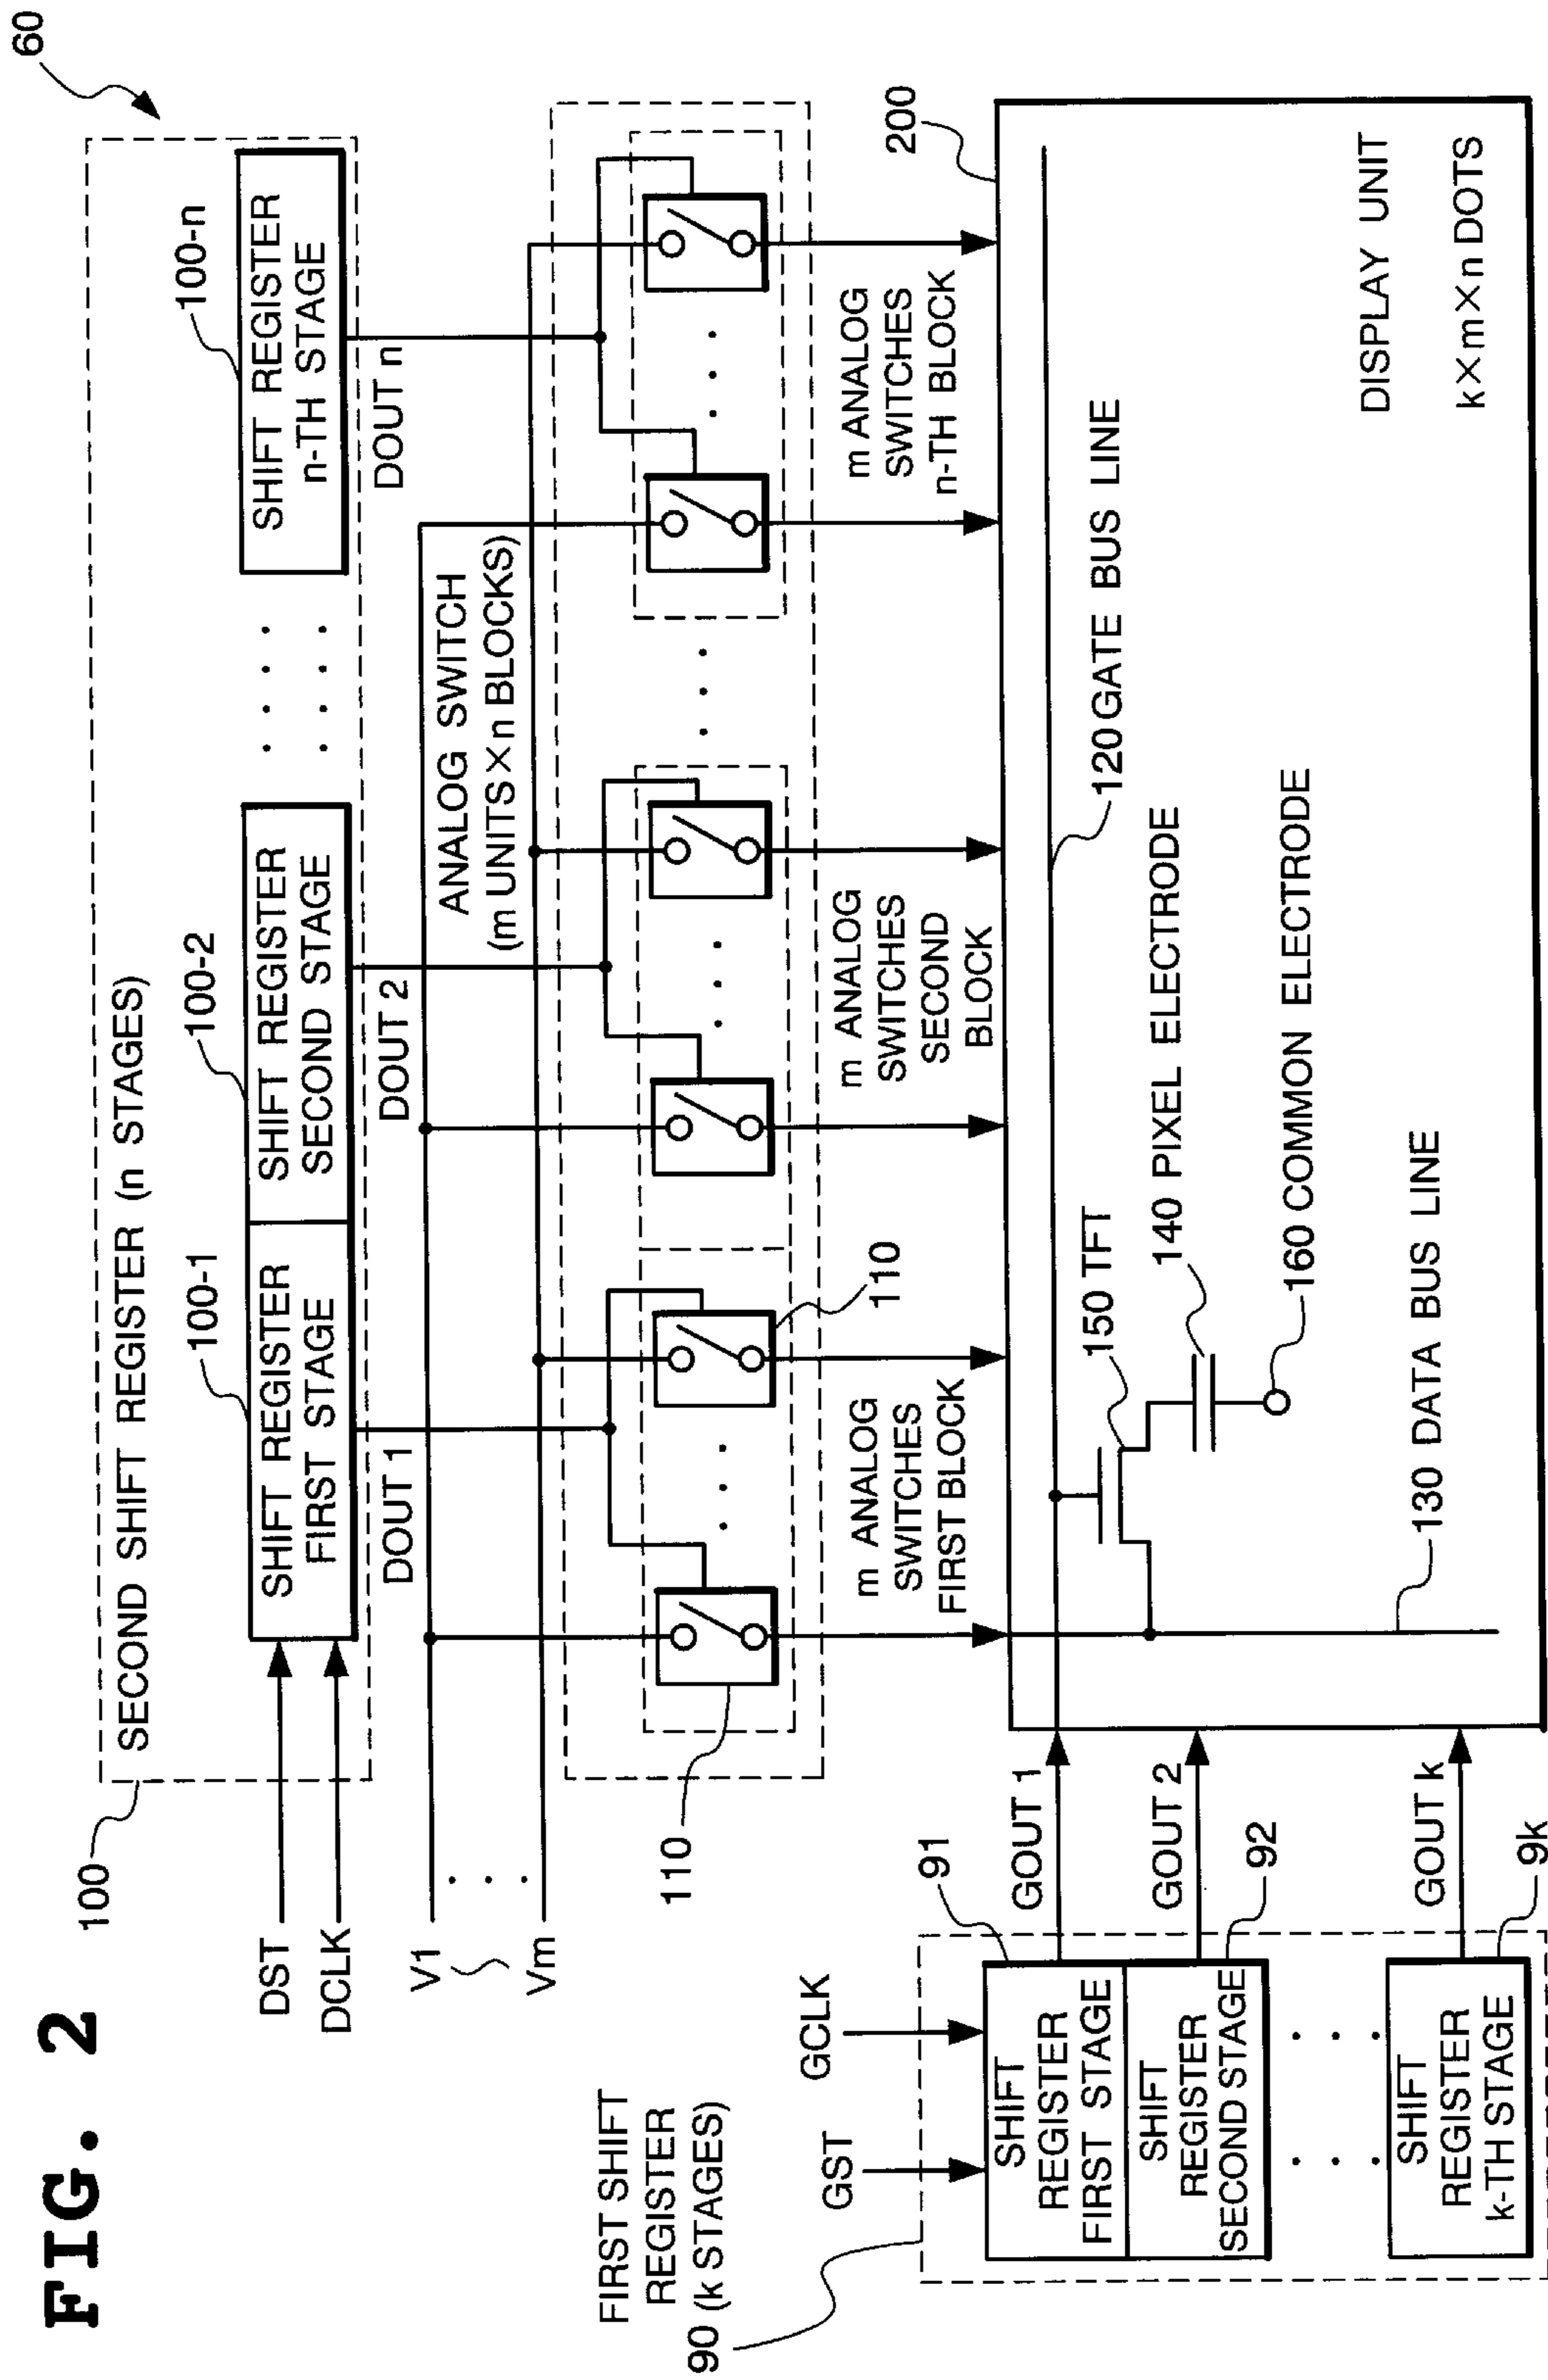 FIG. 2
60
100
SECOND SHIFT REGISTER (n STAGES)
100-1
100-2
100-n
DST
DCLK
SHIFT REGISTER
FIRST STAGE
SHIFT REGISTER
SECOND STAGE
. . . .
. . . .
SHIFT REGISTER
n-TH STAGE
DOUT 1
DOUT 2
DOUT n
V1
Vm
. . .
ANALOG SWITCH
(m UNITS×n BLOCKS)
110
110
. . .
. . .
. . .
. . .
m ANALOG
SWITCHES
FIRST BLOCK
m ANALOG
SWITCHES
SECOND
BLOCK
m ANALOG
SWITCHES
n-TH BLOCK
200
FIRST SHIFT
REGISTER
90 (k STAGES)
GST
GCLK
91
SHIFT
REGISTER
FIRST STAGE
GOUT 1
SHIFT
REGISTER
SECOND STAGE
GOUT 2
92
. . .
. . .
SHIFT
REGISTER
k-TH STAGE
GOUT k
9k
120 GATE BUS LINE
150 TFT
140 PIXEL ELECTRODE
160 COMMON ELECTRODE
130 DATA BUS LINE
DISPLAY UNIT
k×m×n DOTS